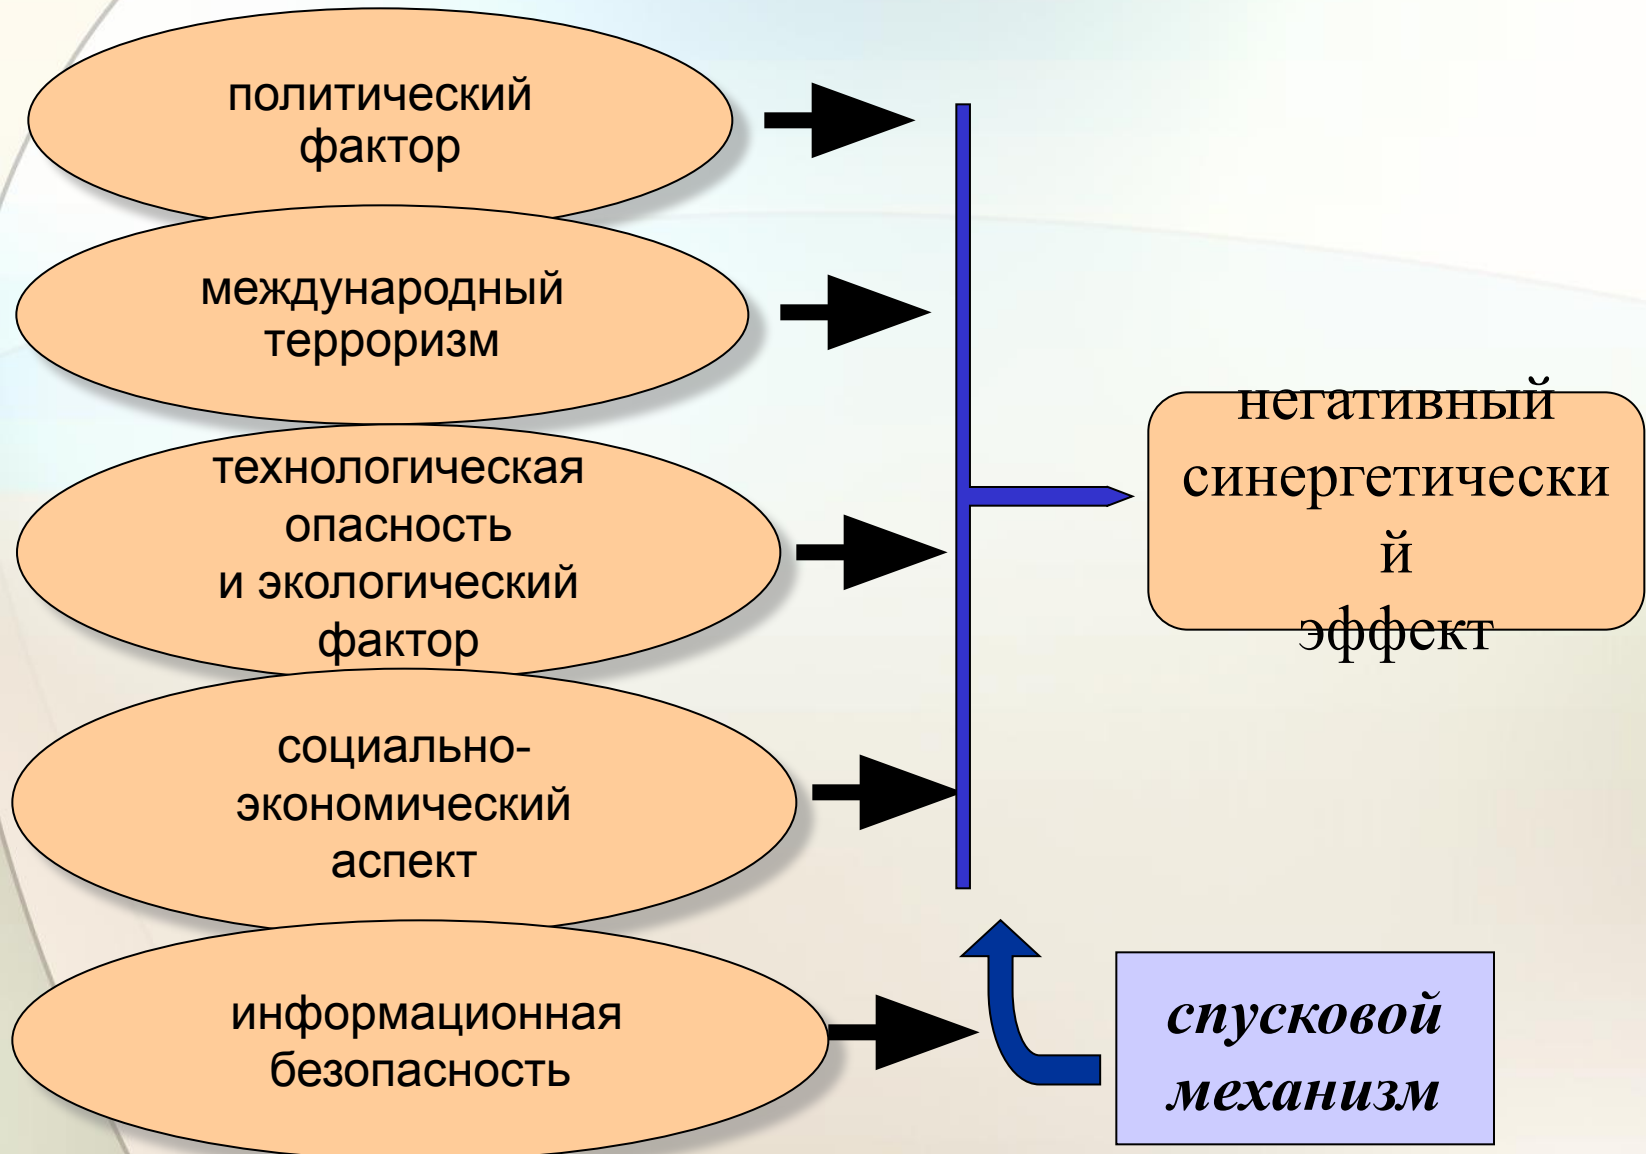 политический
фактор
международный
терроризм
технологическая
опасность
и экологический
фактор
социально-
экономический
аспект
информационная
безопасность
негативный
синергетически
й
эффект
спусковой
механизм